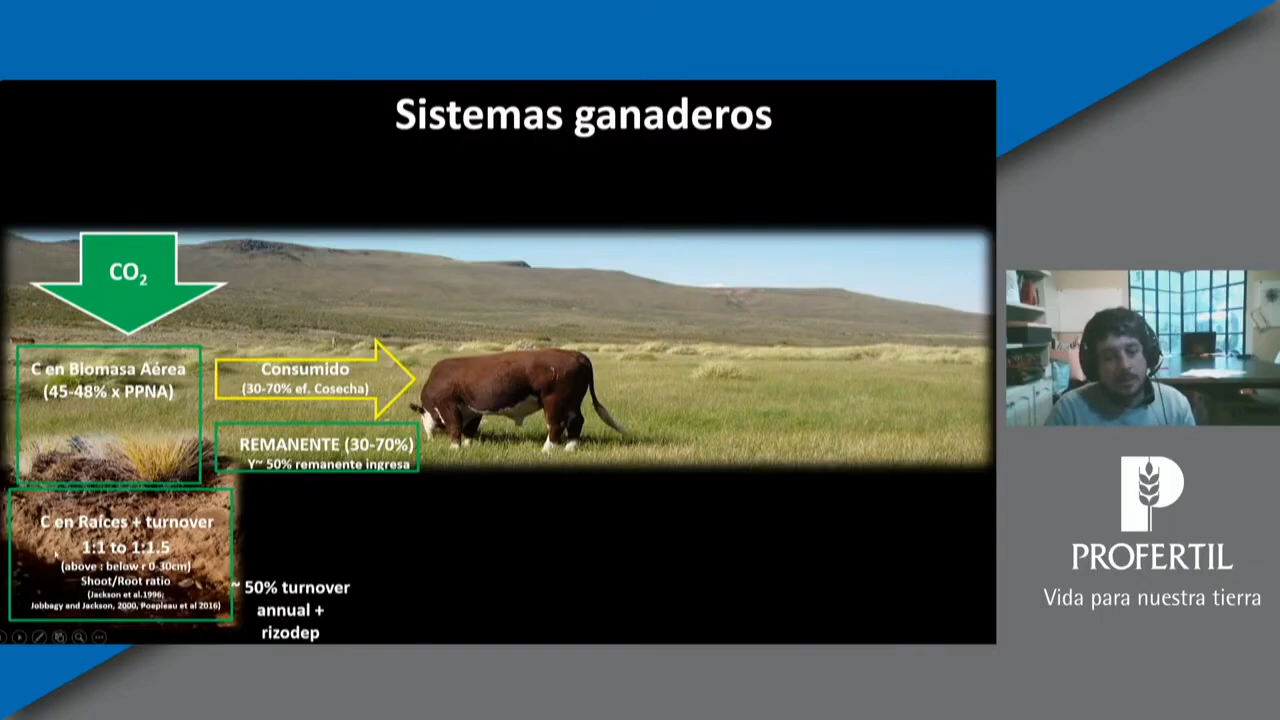 Sistemas ganaderos
CO₂
C en Biomasa Aérea
(45-48% x PPNA)
Consumido
(30-70% ef. Cosecha)
REMANENTE (30-70%)
Y~ 50% remanente ingresa
C en Raíces + turnover
1:1 to 1:1.5
(above : below r 0-30cm)
Shoot/Root ratio
(Jackson et al.1996;
Jobbagy and Jackson, 2000, Poepleau et al 2016)
~ 50% turnover
annual +
rizodep
PROFERTIL
Vida para nuestra tierra